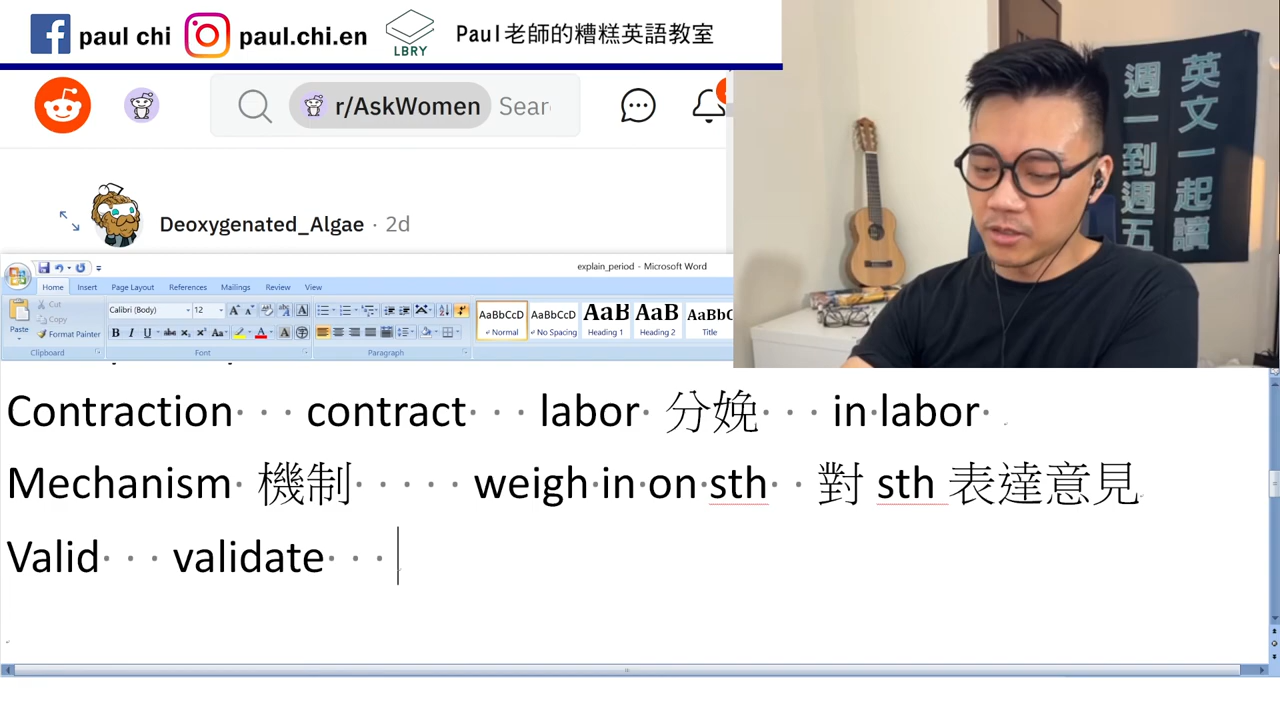 paul chi paul.chi.en LBRY Paul老師的糟糕英語教室
r/AskWomen Sear
Deoxygenated_Algae · 2d
explain_period - Microsoft Word
Home Insert Page Layout References Mailings Review View
Paste Cut Copy Format Painter
Calibri (Body) 12
AaBbCcD AaBbCcD AaB AaB AaBbC
Normal No Spacing Heading 1 Heading 2 Title
Clipboard Font Paragraph
英文一起讀
週一到週五
Contraction contract labor 分娩 in labor
Mechanism 機制 weigh in on sth 對 sth 表達意見
Valid validate